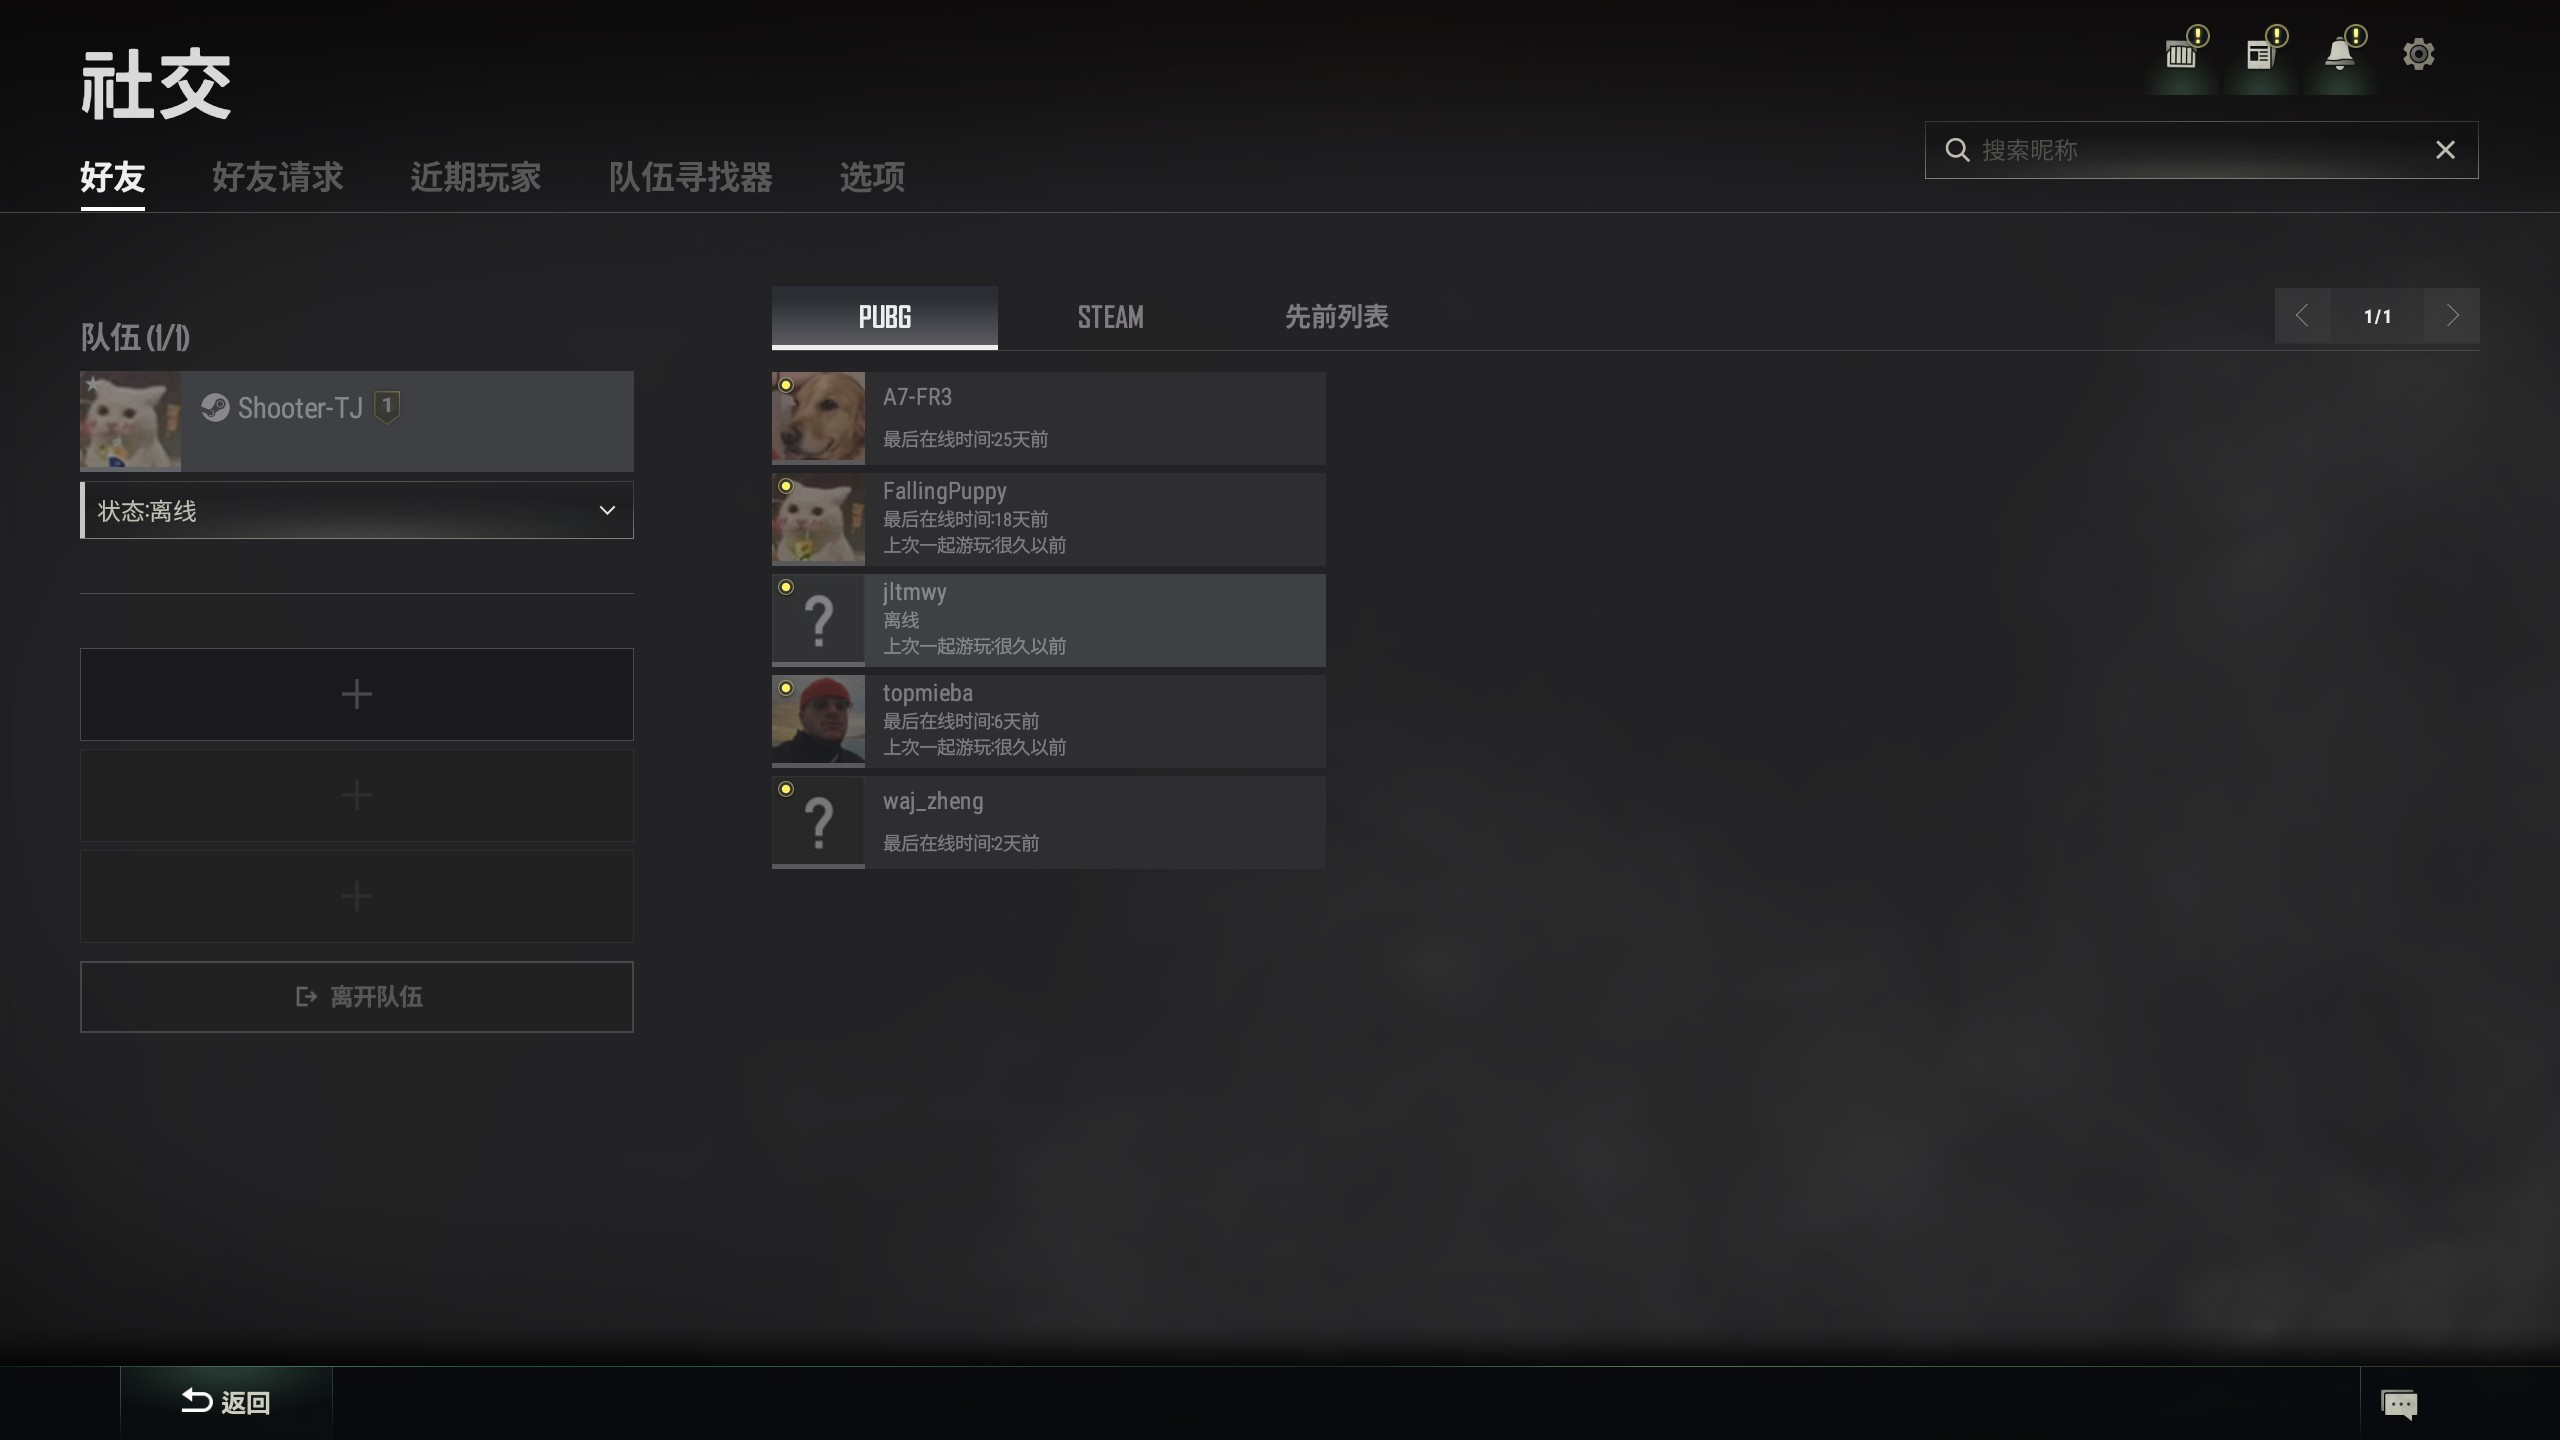 社交
好友
好友请求
近期玩家
队伍寻找器
选项
搜索昵称
队伍 (1/1)
Shooter-TJ
1
状态:离线
离开队伍
PUBG
STEAM
先前列表
1/1
A7-FR3
最后在线时间:25天前
FallingPuppy
最后在线时间:18天前
上次一起游玩:很久以前
jltmwy
离线
上次一起游玩:很久以前
topmieba
最后在线时间:6天前
上次一起游玩:很久以前
waj_zheng
最后在线时间:2天前
返回